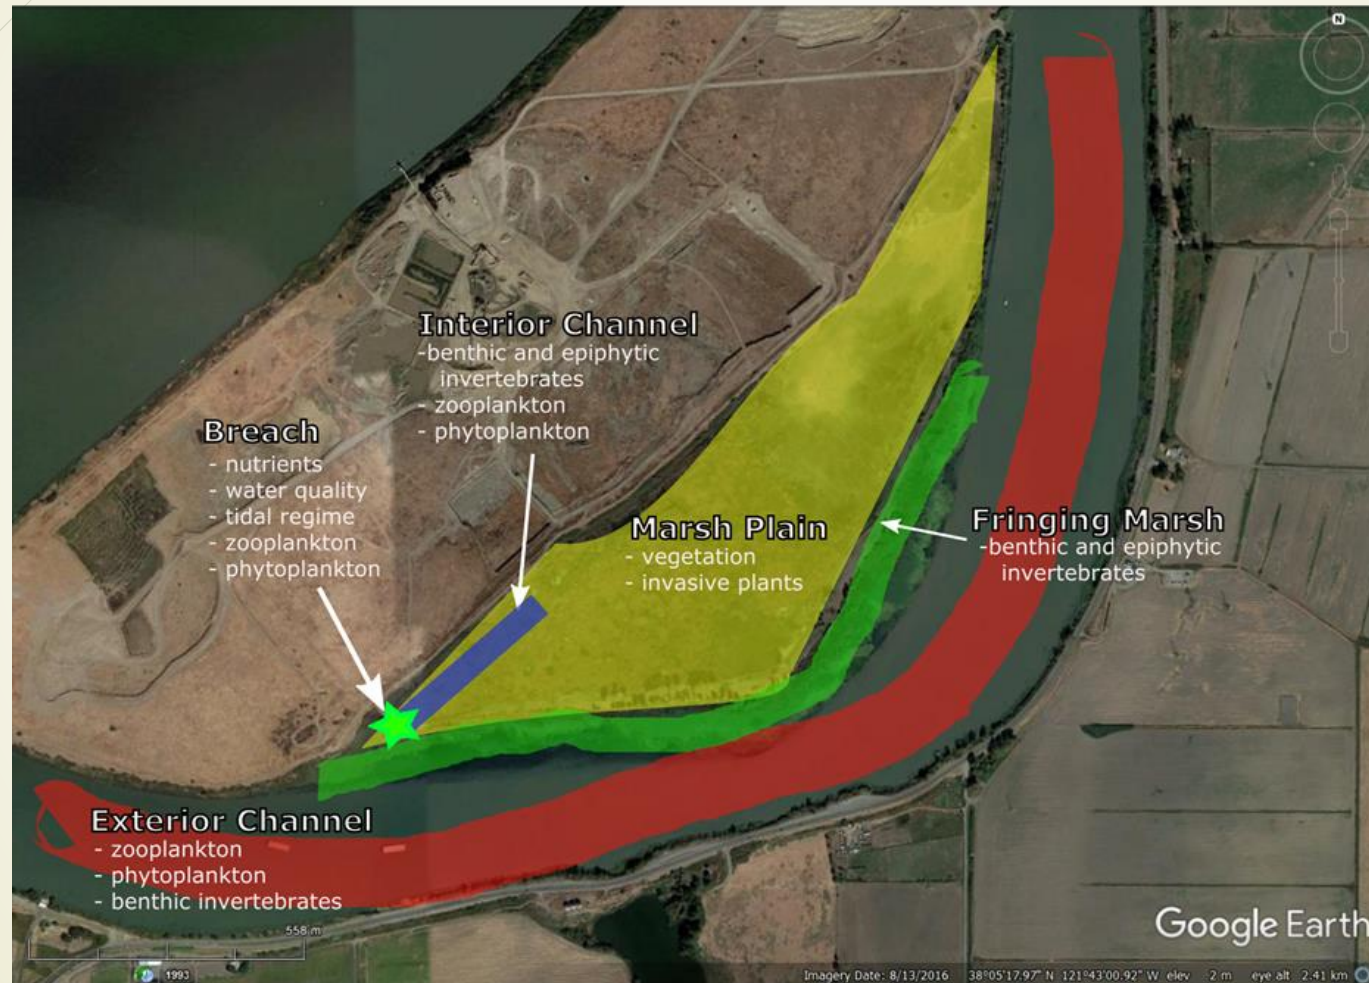 N
Interior Channel
-benthic and epiphytic
invertebrates
- zooplankton
- phytoplankton
Breach
- nutrients
- water quality
- tidal regime
- zooplankton
- phytoplankton
Marsh Plain
- vegetation
- invasive plants
Fringing Marsh
-benthic and epiphytic
invertebrates
Exterior Channel
- zooplankton
- phytoplankton
- benthic invertebrates
558 m
1993
Google Earth
Imagery Date: 8/13/2016 38°05'17.97" N 121°43'00.92" W elev -2 m eye alt 2.41 km